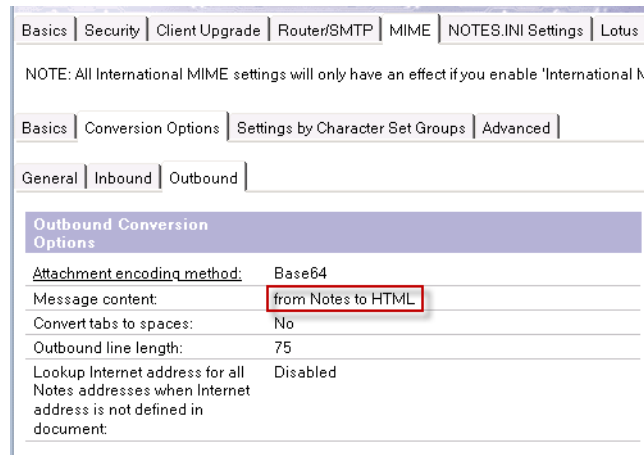 Basics Security Client Upgrade Router/SMTP MIME NOTES.INI Settings Lotus
NOTE: All International MIME settings will only have an effect if you enable 'International
Basics Conversion Options Settings by Character Set Groups Advanced
General Inbound Outbound
Outbound Conversion
Options
Attachment encoding method: Base64
Message content: from Notes to HTML
Convert tabs to spaces: No
Outbound line length: 75
Lookup Internet address for all Disabled
Notes addresses when Internet
address is not defined in
document: